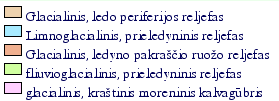 Glacialinis, ledo periferijos reljefas
Limnoglacialinis, prieledyninis reljefas
Glacialinis, ledyno pakraščio ruožo reljefas
fliuvioglacialinis, prieledyninis reljefas
glacialinis, kraštinis moreninis kalvagūbris